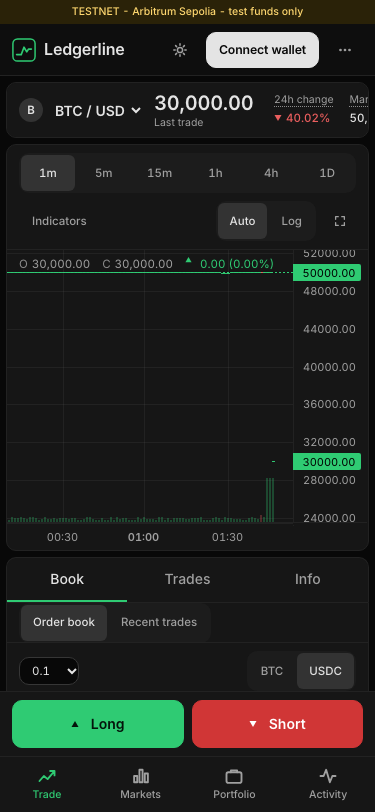 TESTNET - Arbitrum Sepolia - test funds only
Ledgerline
Connect wallet
B
BTC / USD
30,000.00
Last trade
24h change
40.02%
Mar
50,
1m 5m 15m 1h 4h 1D
Indicators
Auto Log
O 30,000.00 C 30,000.00 0.00 (0.00%)
52000.00
50000.00
48000.00
44000.00
40000.00
36000.00
32000.00
30000.00
28000.00
24000.00
00:30 01:00 01:30
Book Trades Info
Order book Recent trades
0.1
BTC USDC
Long Short
Trade Markets Portfolio Activity